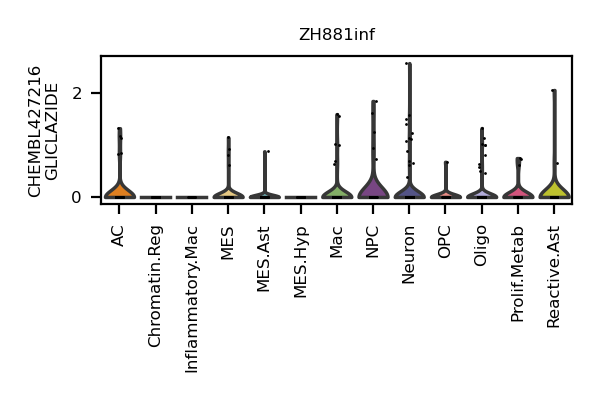 ZH881inf
CHEMBL427216
GLICLAZIDE
2
0
AC
Chromatin.Reg
Inflammatory.Mac
MES
MES.Ast
MES.Hyp
Mac
NPC
Neuron
OPC
Oligo
Prolif.Metab
Reactive.Ast